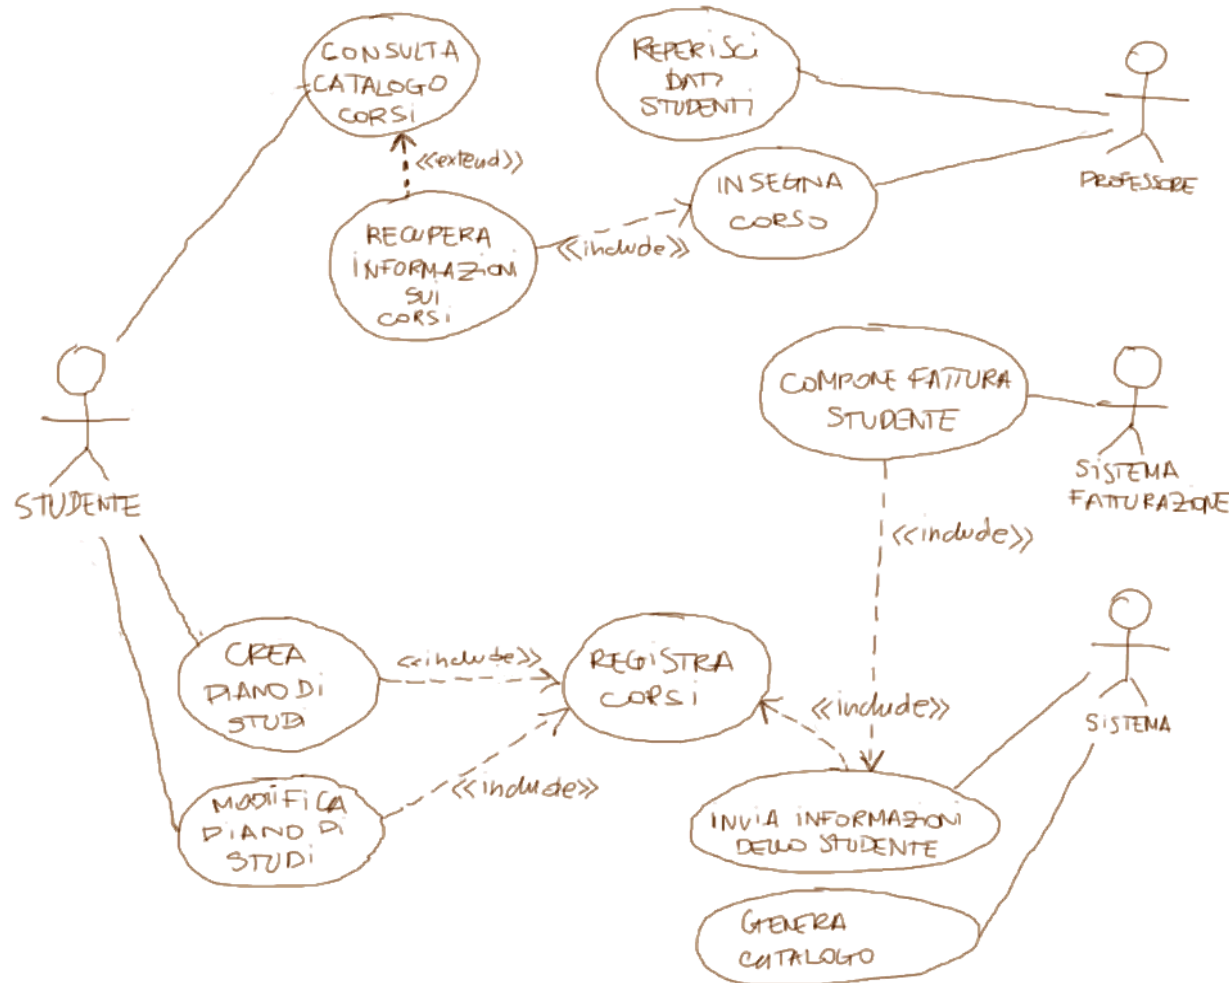 CONSULTA
CATALOGO
CORSI
REPERISCI
DATI
STUDENTI
PROFESSORE
<<extend>>
INSEGNA
CORSO
RECUPERA
INFORMAZIONI
SUI
CORSI
<<include>>
COMPONE FATTURA
STUDENTE
SISTEMA
FATTURAZIONE
STUDENTE
<<include>>
CREA
PIANO DI
STUDI
<<include>>
REGISTRA
CORSI
<<include>>
SISTEMA
MODIFICA
PIANO DI
STUDI
<<include>>
INVIA INFORMAZIONI
DELLO STUDENTE
GENERA
CATALOGO